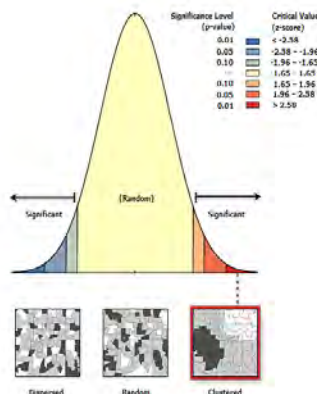 Significance Level Critical Value
(p-value) (z-score)
0.01 < -2.58
0.05 -2.58 - -1.96
0.10 -1.96 - -1.65
-1.65 - 1.65
0.10 1.65 - 1.96
0.05 1.96 - 2.58
0.01 > 2.58
(Random)
Significant Significant
Dispersed Random Clustered